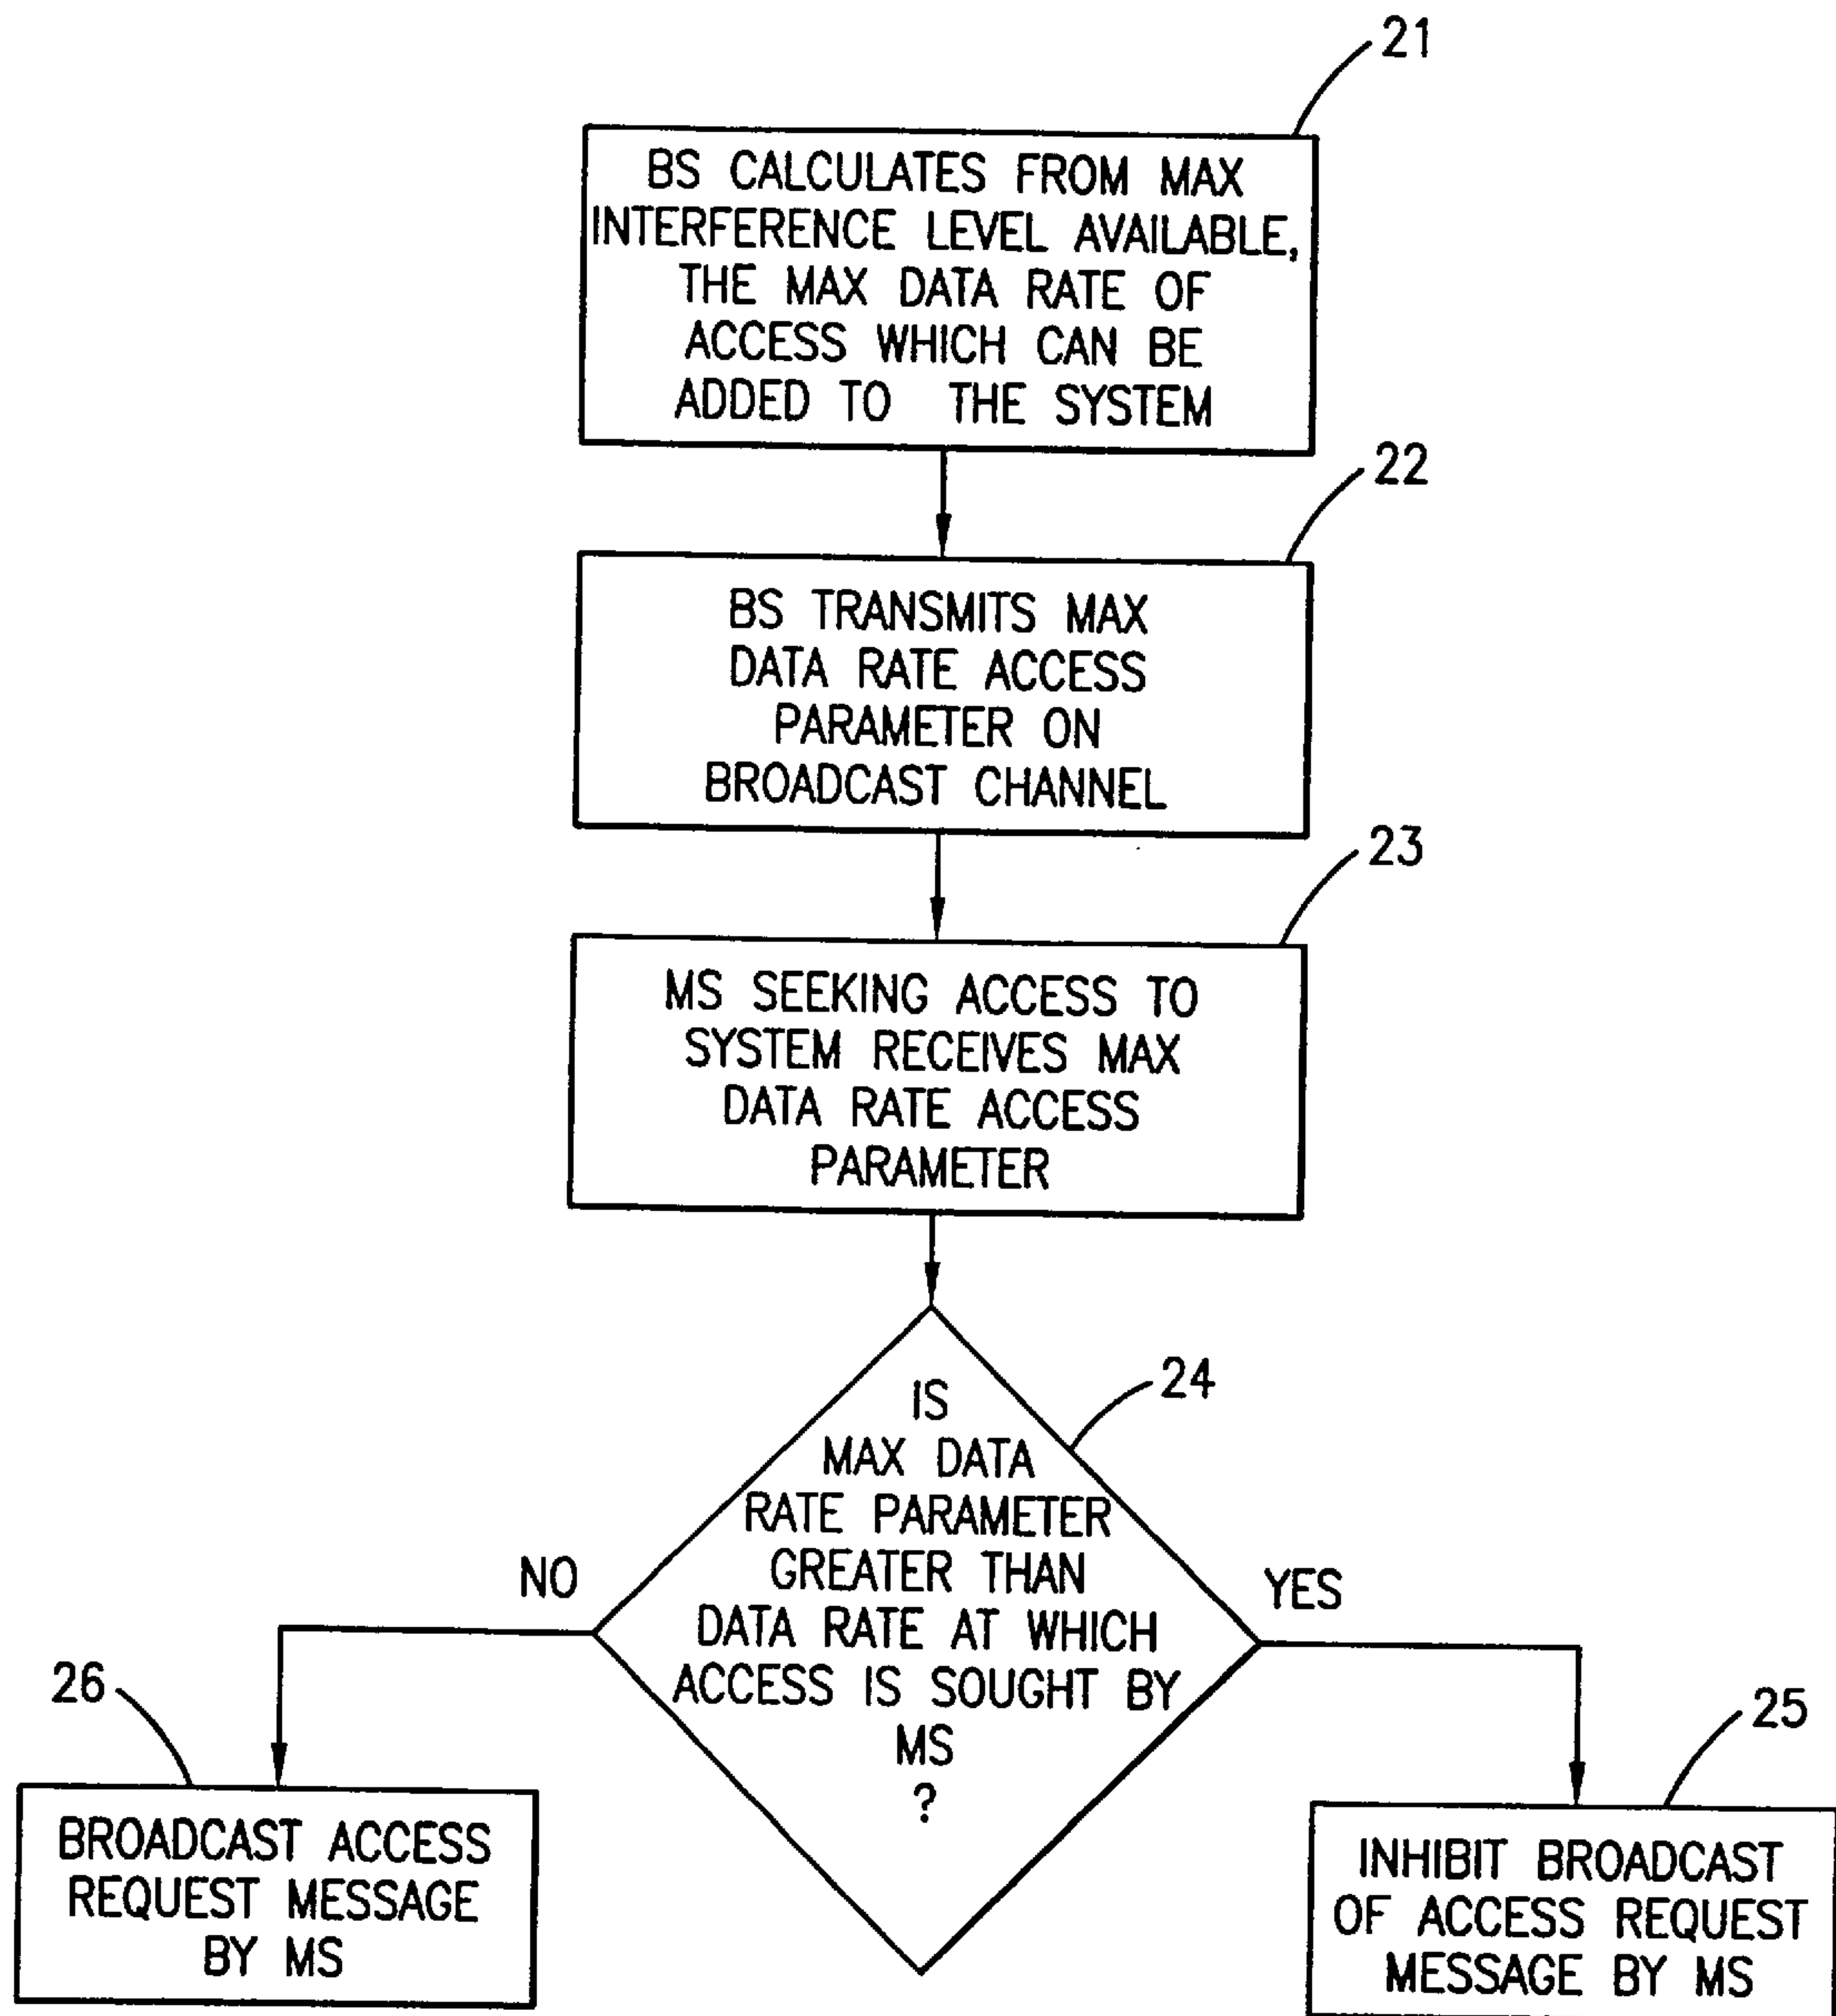 21
BS CALCULATES FROM MAX
INTERFERENCE LEVEL AVAILABLE,
THE MAX DATA RATE OF
ACCESS WHICH CAN BE
ADDED TO THE SYSTEM
22
BS TRANSMITS MAX
DATA RATE ACCESS
PARAMETER ON
BROADCAST CHANNEL
23
MS SEEKING ACCESS TO
SYSTEM RECEIVES MAX
DATA RATE ACCESS
PARAMETER
24
IS
MAX DATA
RATE PARAMETER
GREATER THAN
DATA RATE AT WHICH
ACCESS IS SOUGHT BY
MS
?
NO
YES
26
BROADCAST ACCESS
REQUEST MESSAGE
BY MS
25
INHIBIT BROADCAST
OF ACCESS REQUEST
MESSAGE BY MS